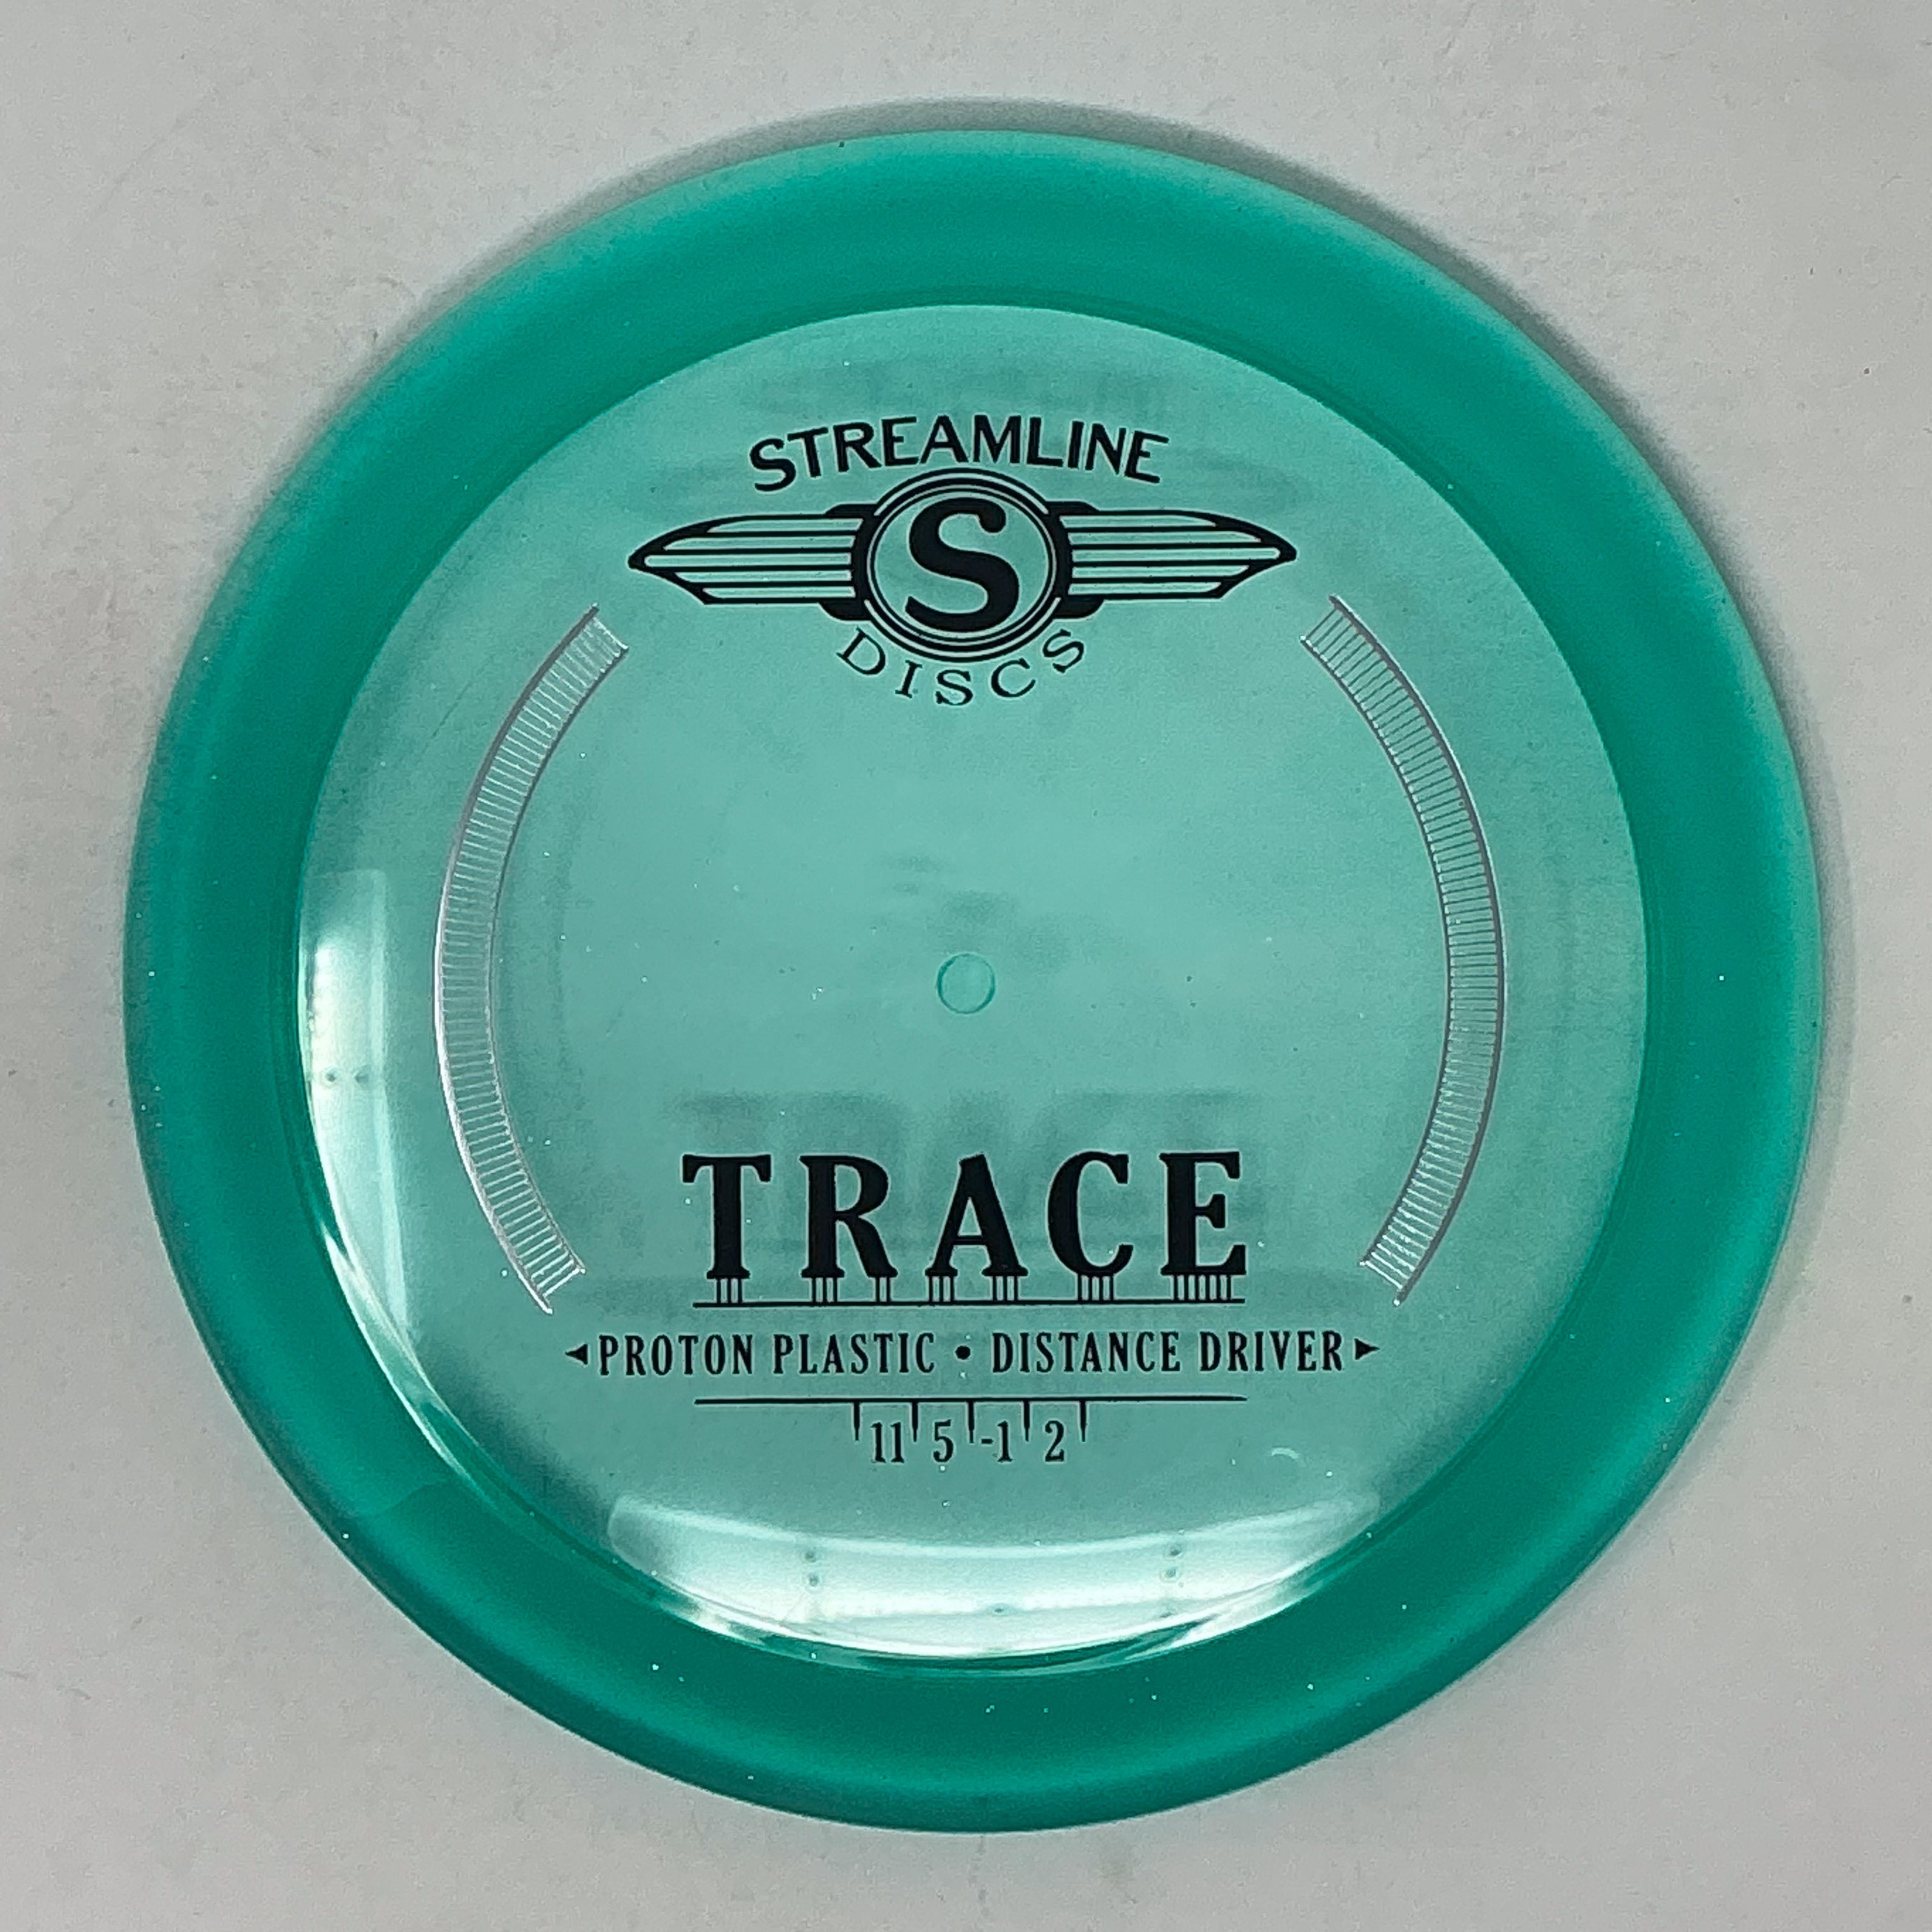 STREAMLINE
S
DISCS
TRACE
PROTON PLASTIC • DISTANCE DRIVER
11 5 -1 2